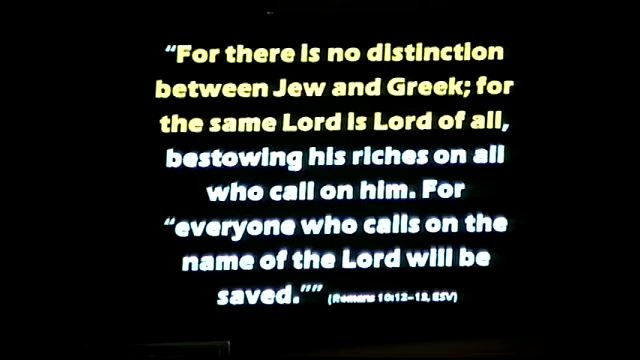 “For there is no distinction
between Jew and Greek; for
the same Lord is Lord of all,
bestowing his riches on all
who call on him. For
“everyone who calls on the
name of the Lord will be
saved.”” (Romans 10:12–13, ESV)